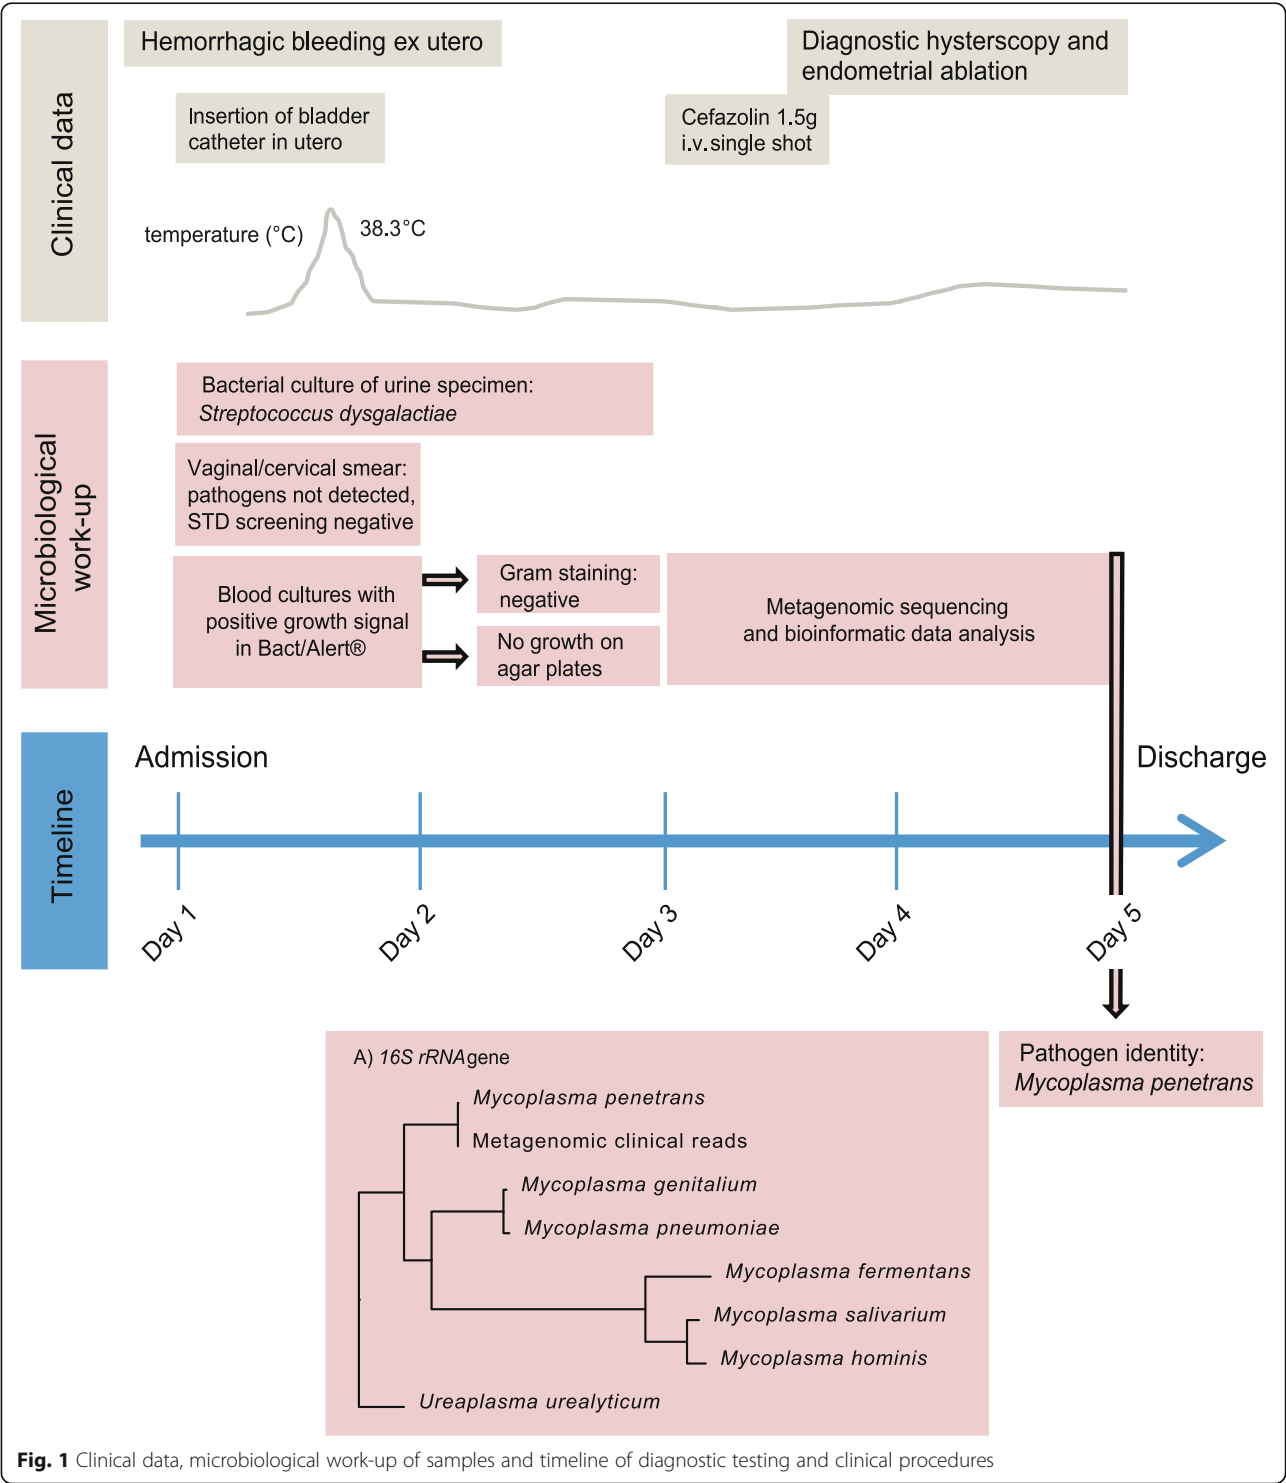 Clinical data
Hemorrhagic bleeding ex utero
Diagnostic hysterscopy and
endometrial ablation
Insertion of bladder
catheter in utero
Cefazolin 1.5g
i.v.single shot
temperature (°C)
38.3°C
Microbiological
work-up
Bacterial culture of urine specimen:
Streptococcus dysgalactiae
Vaginal/cervical smear:
pathogens not detected,
STD screening negative
Blood cultures with
positive growth signal
in Bact/Alert®
Gram staining:
negative
No growth on
agar plates
Metagenomic sequencing
and bioinformatic data analysis
Timeline
Admission
Discharge
Day 1
Day 2
Day 3
Day 4
Day 5
Pathogen identity:
Mycoplasma penetrans
A) 16S rRNAgene
Mycoplasma penetrans
Metagenomic clinical reads
Mycoplasma genitalium
Mycoplasma pneumoniae
Mycoplasma fermentans
Mycoplasma salivarium
Mycoplasma hominis
Ureaplasma urealyticum
Fig. 1 Clinical data, microbiological work-up of samples and timeline of diagnostic testing and clinical procedures